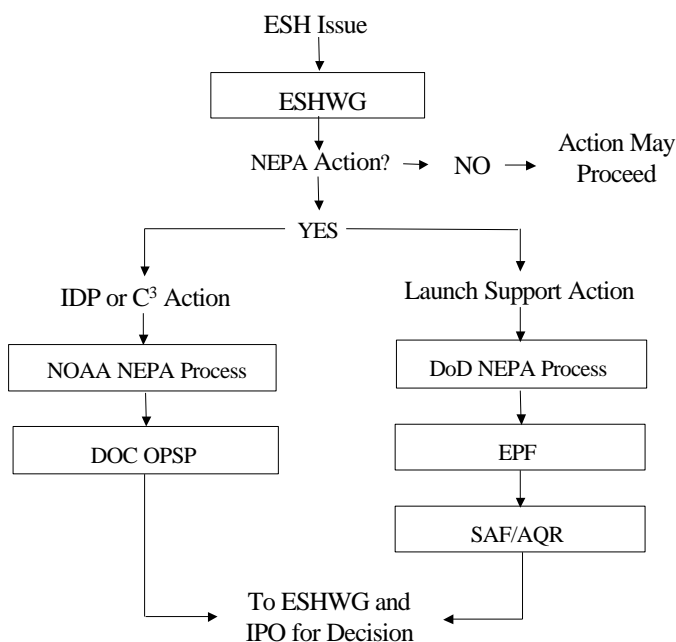 ESH Issue
ESHWG
NEPA Action? NO Action May
Proceed
YES
IDP or C³ Action
Launch Support Action
NOAA NEPA Process
DoD NEPA Process
DOC OPSP
EPF
SAF/AQR
To ESHWG and
IPO for Decision